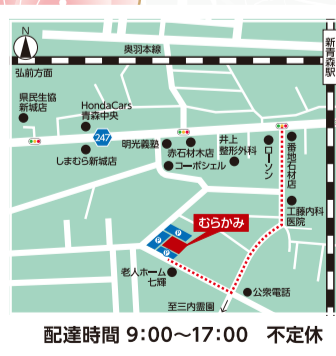 N
奥羽本線
新青森駅
弘前方面
県民生協
新城店
HondaCars
青森中央
247
しまむら新城店
明光義塾
赤石材木店
コーポシェル
井上
整形外科
ローソン
一番地石材店
工藤内科
医院
むらかみ
P
P
P
P
老人ホーム
七輝
公衆電話
至三内霊園
配達時間 9:00～17:00　不定休